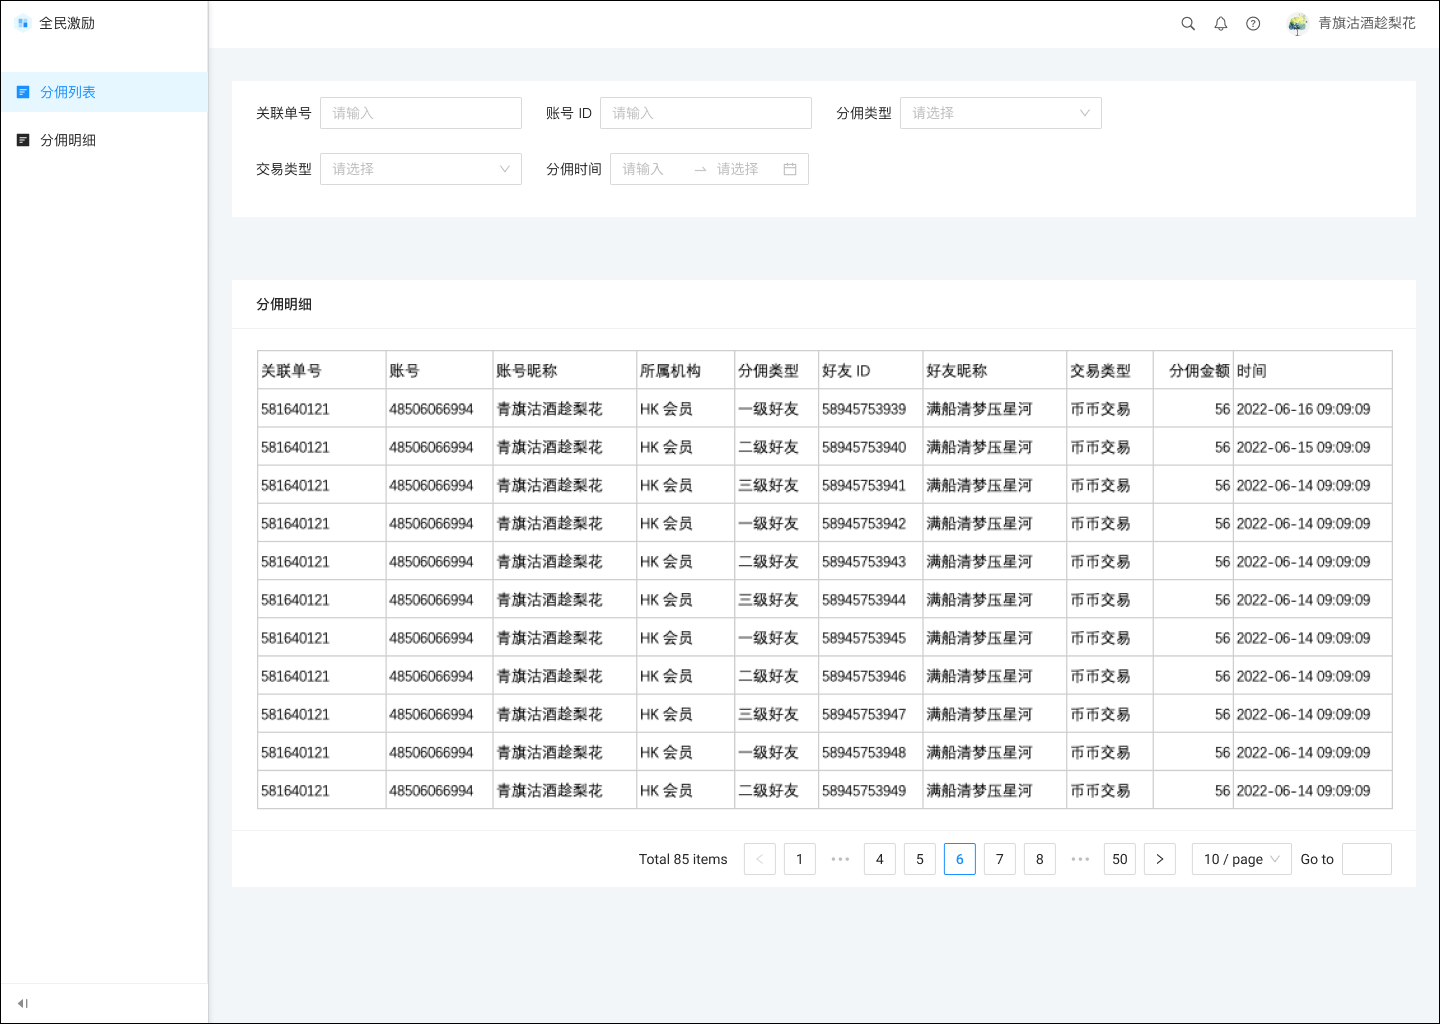 全民激励
青旗沽酒趁梨花
分佣列表
分佣明细
关联单号 请输入 账号 ID 请输入 分佣类型 请选择
交易类型 请选择 分佣时间 请输入 请选择
分佣明细
关联单号 账号 账号昵称 所属机构 分佣类型 好友 ID 好友昵称 交易类型 分佣金额 时间
581640121 48506066994 青旗沽酒趁梨花 HK 会员 一级好友 58945753939 满船清梦压星河 币币交易 56 2022-06-16 09:09:09
581640121 48506066994 青旗沽酒趁梨花 HK 会员 二级好友 58945753940 满船清梦压星河 币币交易 56 2022-06-15 09:09:09
581640121 48506066994 青旗沽酒趁梨花 HK 会员 三级好友 58945753941 满船清梦压星河 币币交易 56 2022-06-14 09:09:09
581640121 48506066994 青旗沽酒趁梨花 HK 会员 一级好友 58945753942 满船清梦压星河 币币交易 56 2022-06-14 09:09:09
581640121 48506066994 青旗沽酒趁梨花 HK 会员 二级好友 58945753943 满船清梦压星河 币币交易 56 2022-06-14 09:09:09
581640121 48506066994 青旗沽酒趁梨花 HK 会员 三级好友 58945753944 满船清梦压星河 币币交易 56 2022-06-14 09:09:09
581640121 48506066994 青旗沽酒趁梨花 HK 会员 一级好友 58945753945 满船清梦压星河 币币交易 56 2022-06-14 09:09:09
581640121 48506066994 青旗沽酒趁梨花 HK 会员 二级好友 58945753946 满船清梦压星河 币币交易 56 2022-06-14 09:09:09
581640121 48506066994 青旗沽酒趁梨花 HK 会员 三级好友 58945753947 满船清梦压星河 币币交易 56 2022-06-14 09:09:09
581640121 48506066994 青旗沽酒趁梨花 HK 会员 一级好友 58945753948 满船清梦压星河 币币交易 56 2022-06-14 09:09:09
581640121 48506066994 青旗沽酒趁梨花 HK 会员 二级好友 58945753949 满船清梦压星河 币币交易 56 2022-06-14 09:09:09
Total 85 items < 1 ••• 4 5 6 7 8 ••• 50 > 10 / page Go to